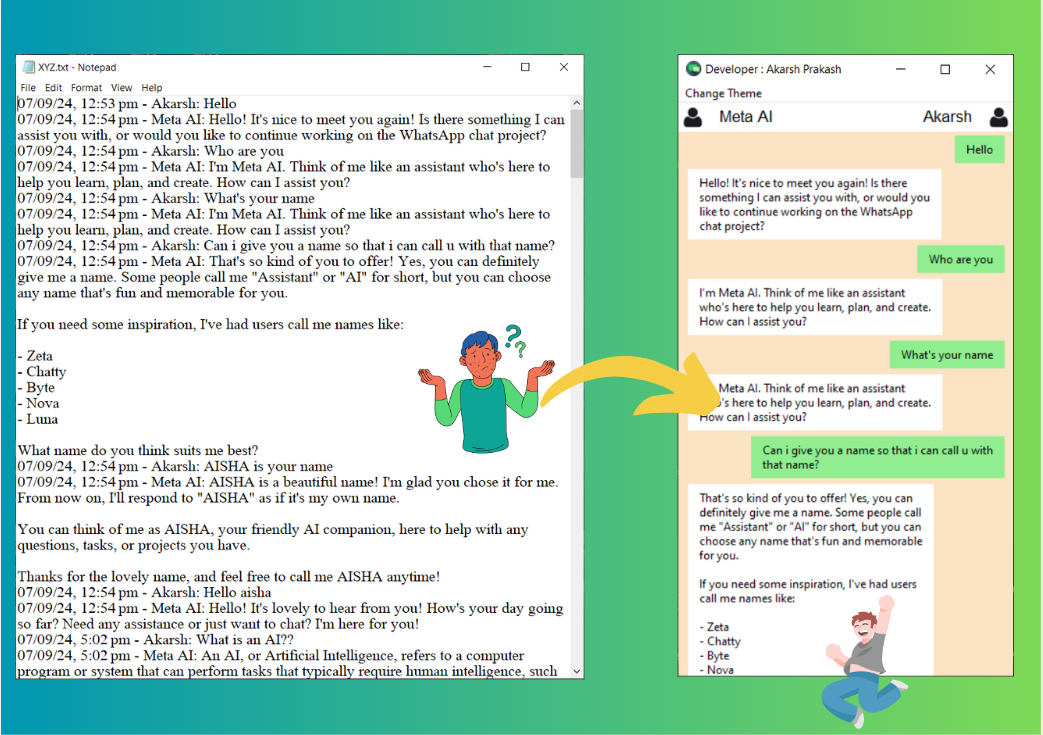 XYZ.txt - Notepad
File Edit Format View Help
07/09/24, 12:53 pm - Akarsh: Hello
07/09/24, 12:54 pm - Meta AI: Hello! It's nice to meet you again! Is there something I can
assist you with, or would you like to continue working on the WhatsApp chat project?
07/09/24, 12:54 pm - Akarsh: Who are you
07/09/24, 12:54 pm - Meta AI: I'm Meta AI. Think of me like an assistant who's here to
help you learn, plan, and create. How can I assist you?
07/09/24, 12:54 pm - Akarsh: What's your name
07/09/24, 12:54 pm - Meta AI: I'm Meta AI. Think of me like an assistant who's here to
help you learn, plan, and create. How can I assist you?
07/09/24, 12:54 pm - Akarsh: Can i give you a name so that i can call u with that name?
07/09/24, 12:54 pm - Meta AI: That's so kind of you to offer! Yes, you can definitely
give me a name. Some people call me "Assistant" or "AI" for short, but you can choose
any name that's fun and memorable for you.
If you need some inspiration, I've had users call me names like:
- Zeta
- Chatty
- Byte
- Nova
- Luna
What name do you think suits me best?
07/09/24, 12:54 pm - Akarsh: AISHA is your name
07/09/24, 12:54 pm - Meta AI: AISHA is a beautiful name! I'm glad you chose it for me.
From now on, I'll respond to "AISHA" as if it's my own name.
You can think of me as AISHA, your friendly AI companion, here to help with any
questions, tasks, or projects you have.
Thanks for the lovely name, and feel free to call me AISHA anytime!
07/09/24, 12:54 pm - Akarsh: Hello aisha
07/09/24, 12:54 pm - Meta AI: Hello! It's lovely to hear from you! How's your day going
so far? Need any assistance or just want to chat? I'm here for you!
07/09/24, 5:02 pm - Akarsh: What is an AI??
07/09/24, 5:02 pm - Meta AI: An AI, or Artificial Intelligence, refers to a computer
program or system that can perform tasks that typically require human intelligence, such
? ?
Developer : Akarsh Prakash
Change Theme
Meta AI Akarsh
Hello
Hello! It's nice to meet you again! Is there
something I can assist you with, or would you
like to continue working on the WhatsApp
chat project?
Who are you
I'm Meta AI. Think of me like an assistant
who's here to help you learn, plan, and create.
How can I assist you?
What's your name
Meta AI. Think of me like an assistant
's here to help you learn, plan, and create.
How can I assist you?
Can i give you a name so that i can call u with
that name?
That's so kind of you to offer! Yes, you can
definitely give me a name. Some people call
me "Assistant" or "AI" for short, but you can
choose any name that's fun and memorable
for you.
If you need some inspiration, I've had users
call me names like:
- Zeta
- Chatty
- Byte
- Nova